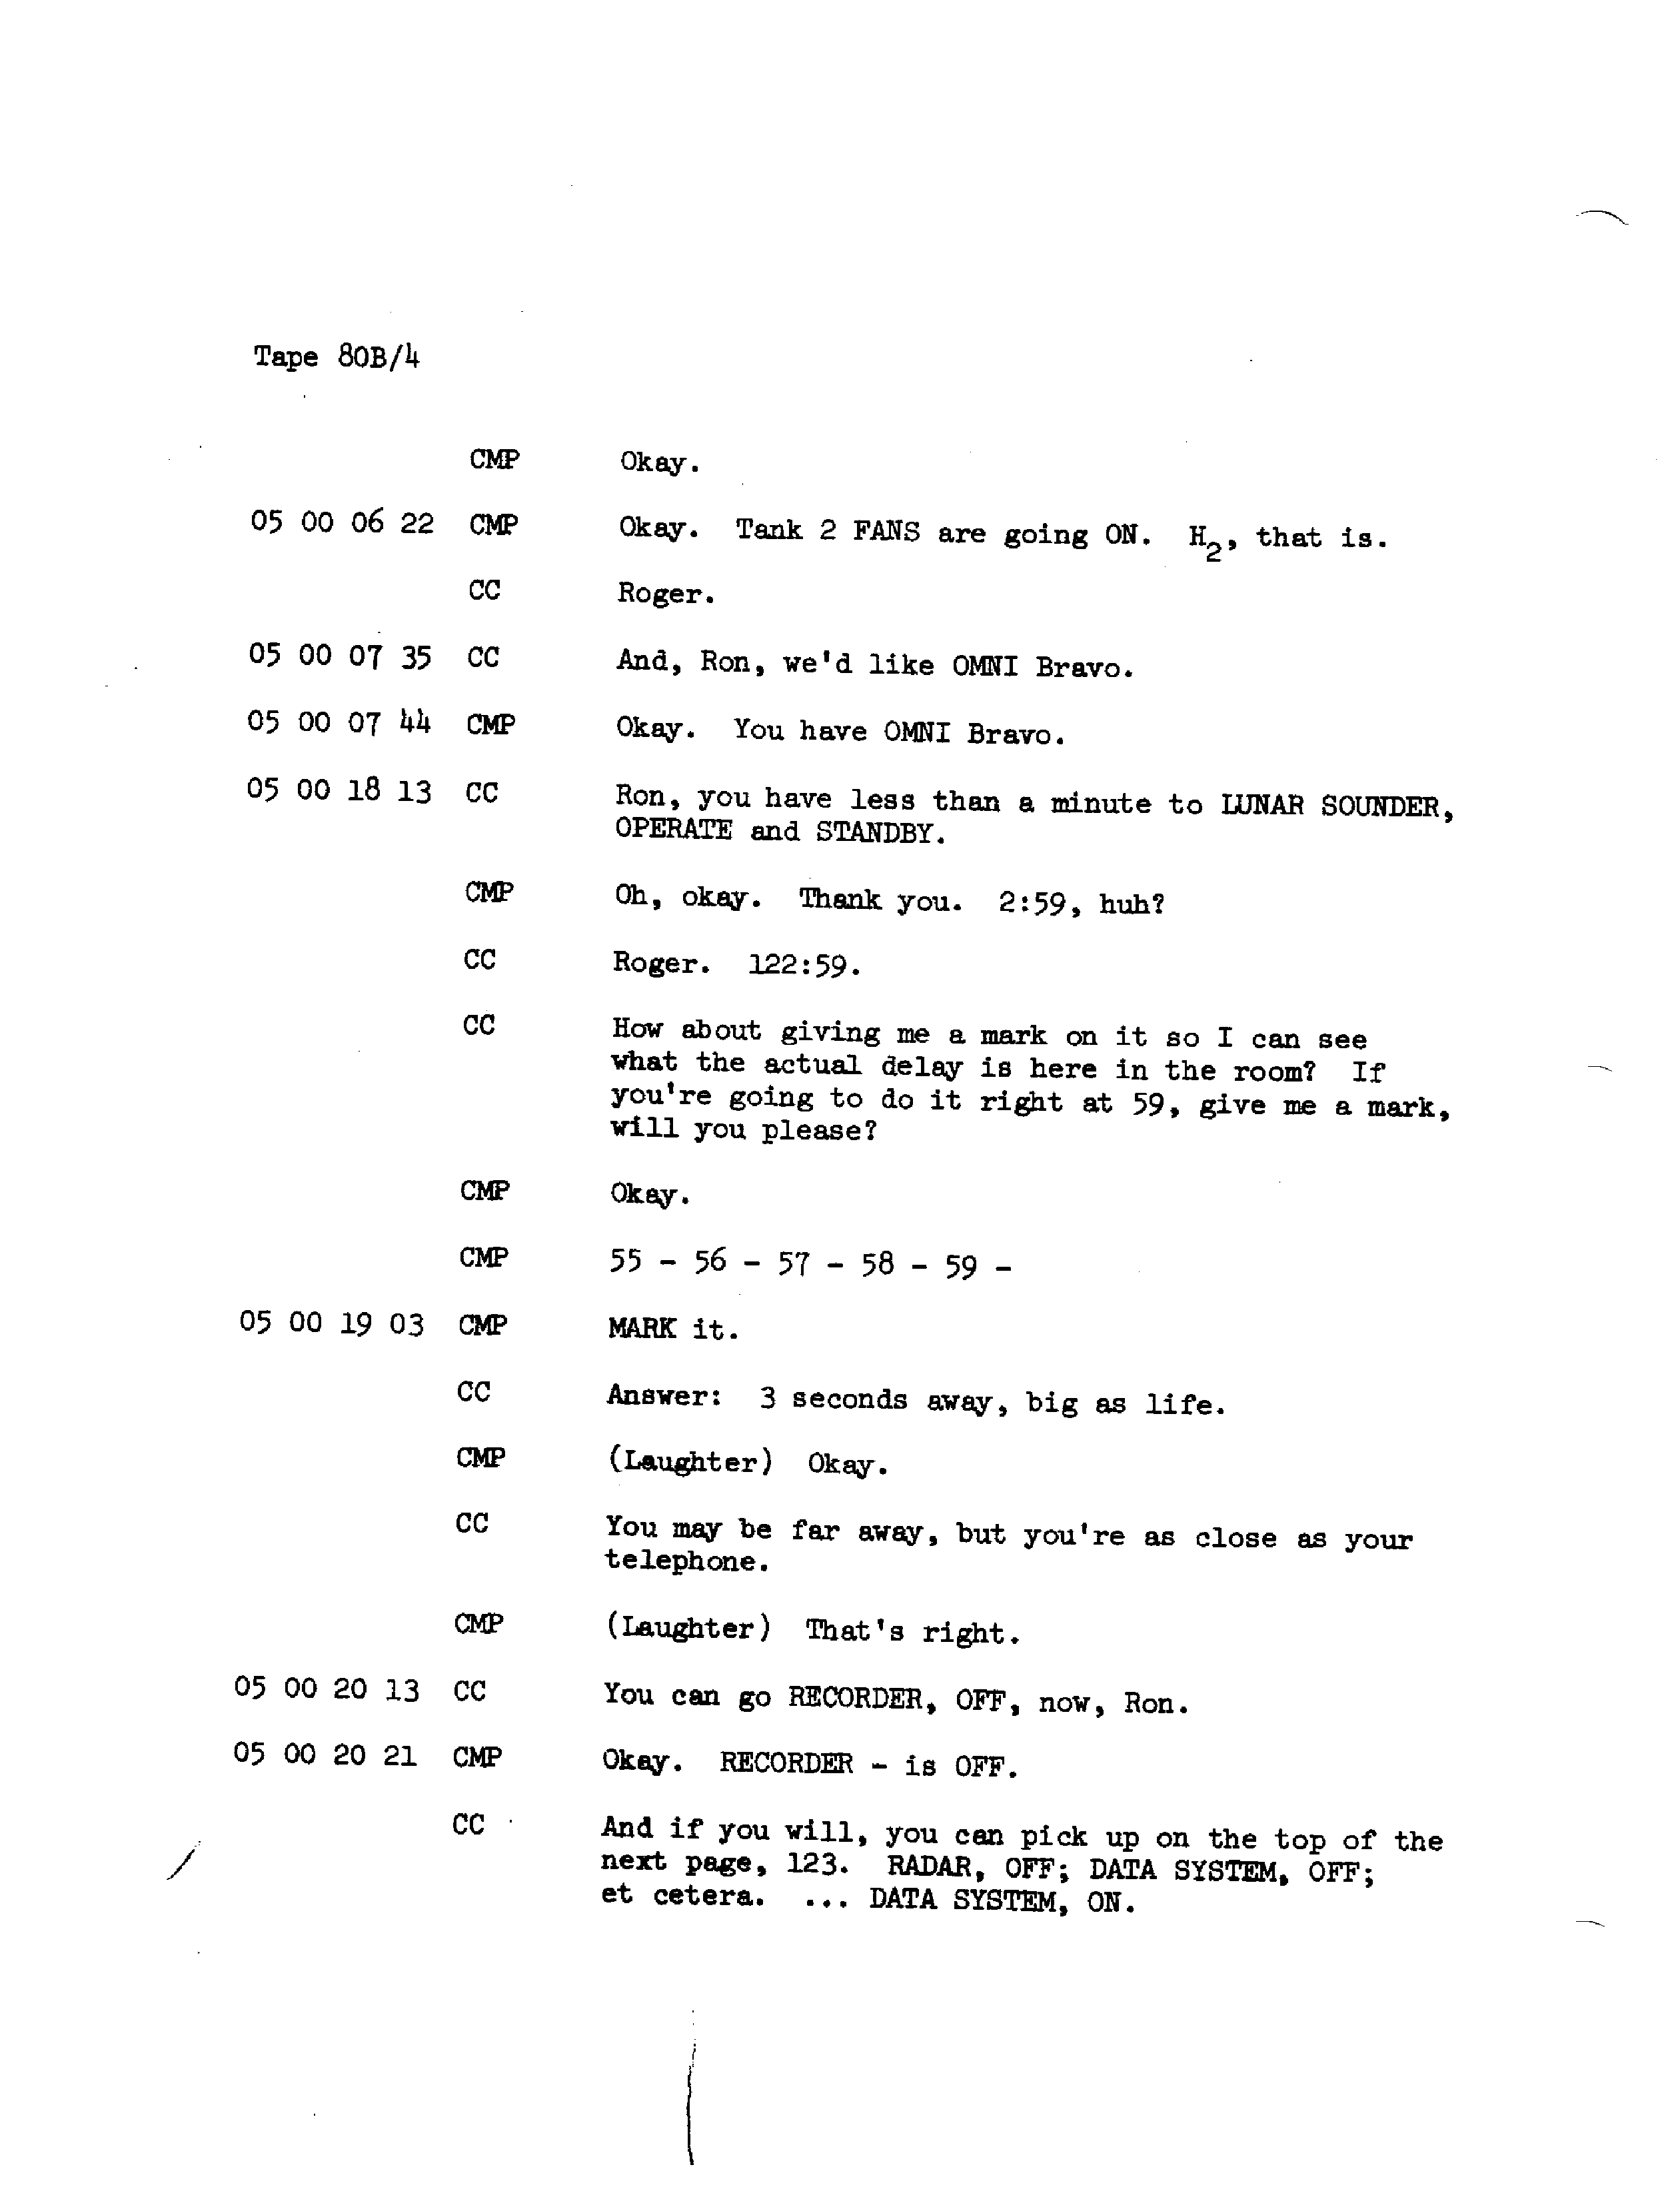 Tape 80B/4
CMP Okay.
05 00 06 22 CMP Okay. Tank 2 FANS are going ON. H2, that is.
CC Roger.
05 00 07 35 CC And, Ron, we'd like OMNI Bravo.
05 00 07 44 CMP Okay. You have OMNI Bravo.
05 00 18 13 CC Ron, you have less than a minute to LUNAR SOUNDER,
OPERATE and STANDBY.
CMP Oh, okay. Thank you. 2:59, huh?
CC Roger. 122:59.
CC How about giving me a mark on it so I can see
what the actual delay is here in the room? If
you're going to do it right at 59, give me a mark,
will you please?
CMP Okay.
CMP 55 - 56 - 57 - 58 - 59 -
05 00 19 03 CMP MARK it.
CC Answer: 3 seconds away, big as life.
CMP (Laughter) Okay.
CC You may be far away, but you're as close as your
telephone.
CMP (Laughter) That's right.
05 00 20 13 CC You can go RECORDER, OFF, now, Ron.
05 00 20 21 CMP Okay. RECORDER - is OFF.
CC And if you will, you can pick up on the top of the
next page, 123. RADAR, OFF; DATA SYSTEM, OFF;
et cetera. ... DATA SYSTEM, ON.